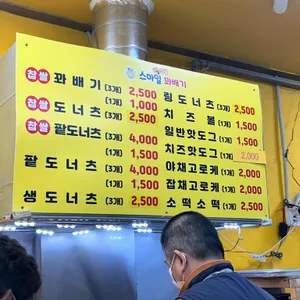 스마일 꽈배기
찹쌀 꽈배기 (3개) 2,500
(1개) 1,000
찹쌀 도너츠 (3개) 2,500
찹쌀 팥도너츠 (3개) 4,000
(1개) 1,500
팥도너츠 (3개) 4,000
(1개) 1,500
생도너츠 (3개) 2,500
링도너츠 (3개) 2,500
치즈볼 (1개) 1,500
일반핫도그 (1개) 1,500
치즈핫도그 (1개) 2,000
야채고로케 (1개) 2,000
잡채고로케 (1개) 2,000
소떡소떡 (1개) 2,500